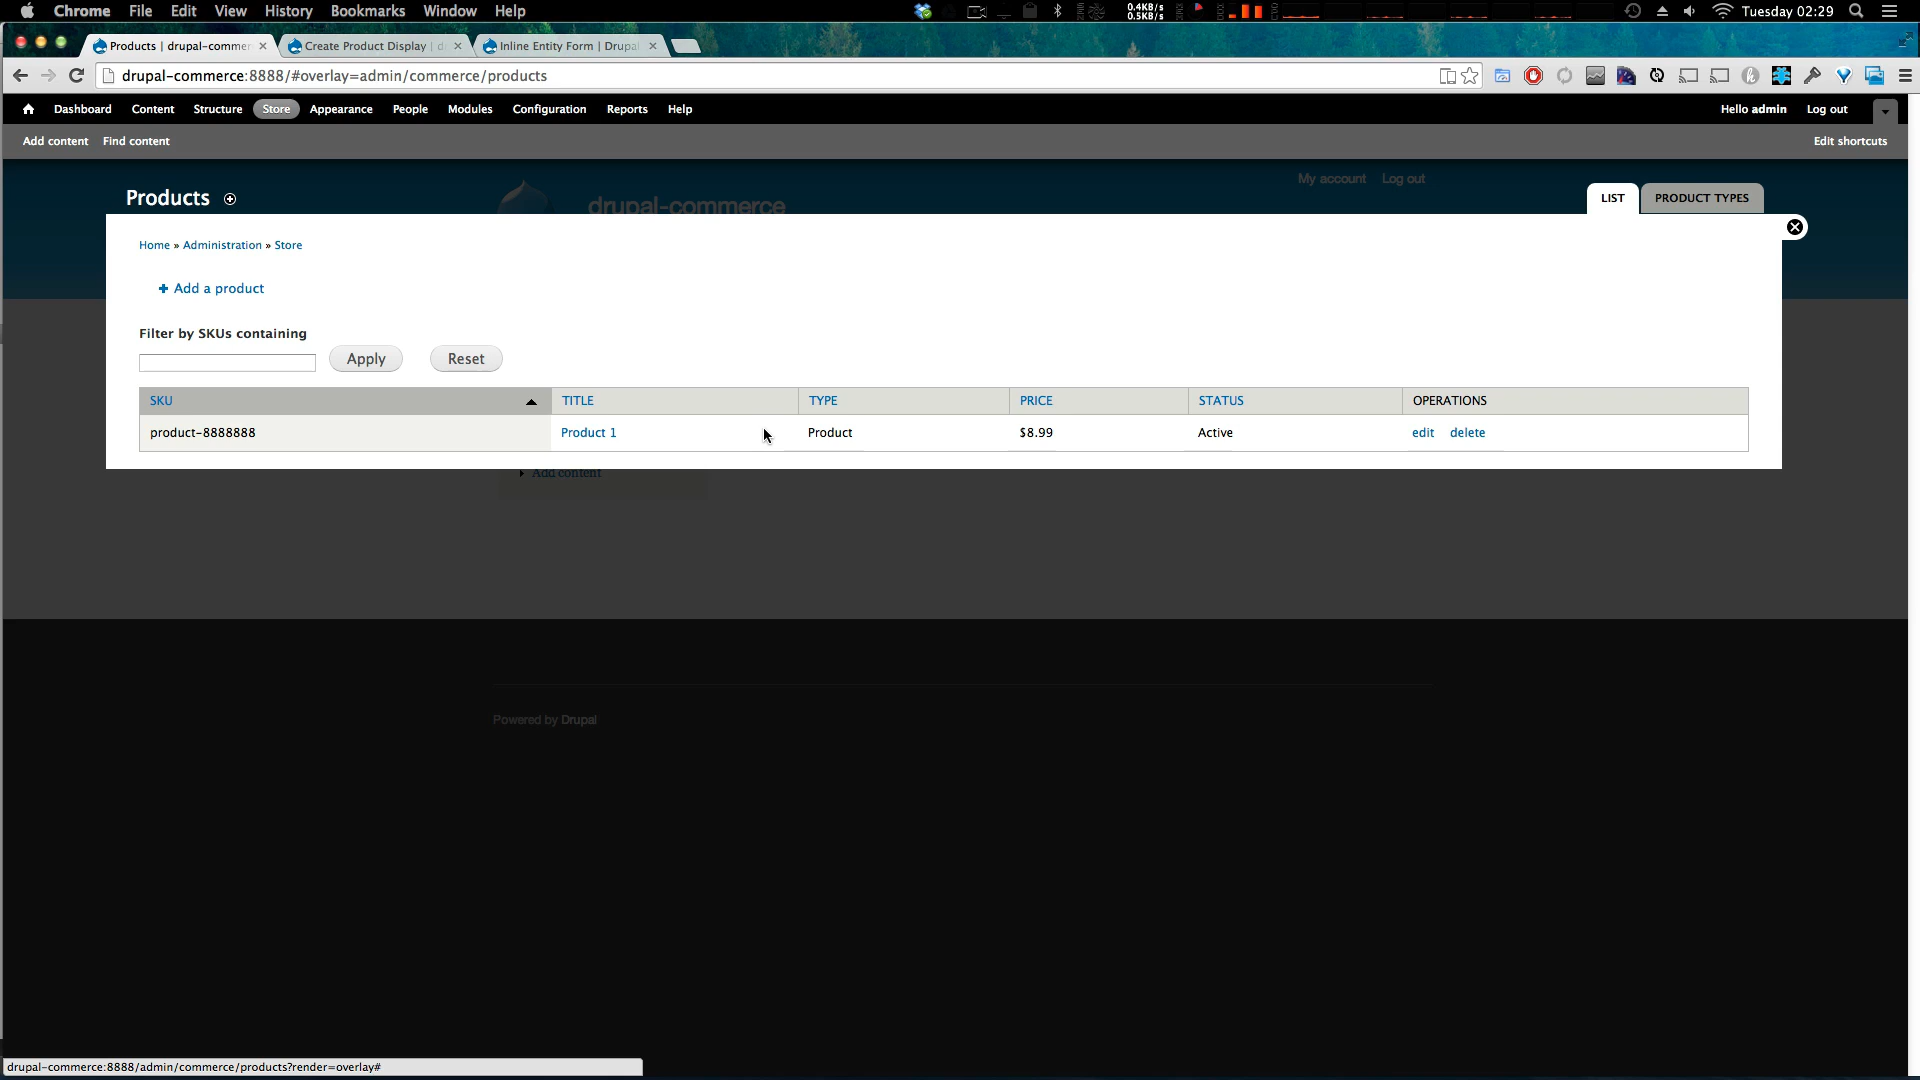 Chrome File Edit View History Bookmarks Window Help 0.4KB/s 0.5KB/s Tuesday 02:29
Products | drupal-commer Create Product Display | d Inline Entity Form | Drupal
drupal-commerce:8888/#overlay=admin/commerce/products
Dashboard Content Structure Store Appearance People Modules Configuration Reports Help Hello admin Log out
Add content Find content Edit shortcuts
My account Log out
Products LIST PRODUCT TYPES
drupal-commerce
Home » Administration » Store
Add a product
Filter by SKUs containing
Apply Reset
SKU TITLE TYPE PRICE STATUS OPERATIONS
product-8888888 Product 1 Product $8.99 Active edit delete
Add content
Powered by Drupal
drupal-commerce:8888/admin/commerce/products?render=overlay#